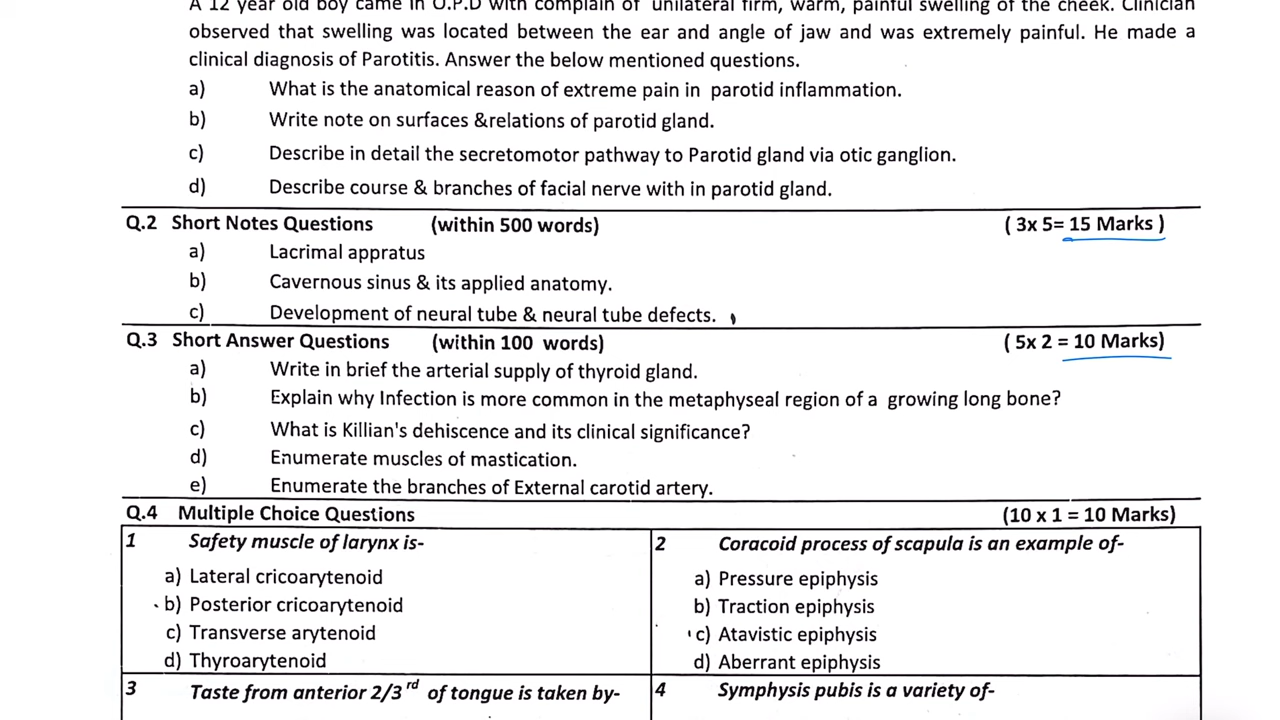 A 12 year old boy came in O.P.D with complain of unilateral firm, warm, painful swelling of the cheek. Clinician
observed that swelling was located between the ear and angle of jaw and was extremely painful. He made a
clinical diagnosis of Parotitis. Answer the below mentioned questions.
a) What is the anatomical reason of extreme pain in parotid inflammation.
b) Write note on surfaces &relations of parotid gland.
c) Describe in detail the secretomotor pathway to Parotid gland via otic ganglion.
d) Describe course & branches of facial nerve with in parotid gland.
Q.2 Short Notes Questions (within 500 words) ( 3x 5= 15 Marks )
a) Lacrimal appratus
b) Cavernous sinus & its applied anatomy.
c) Development of neural tube & neural tube defects.
Q.3 Short Answer Questions (within 100 words) ( 5x 2 = 10 Marks)
a) Write in brief the arterial supply of thyroid gland.
b) Explain why Infection is more common in the metaphyseal region of a growing long bone?
c) What is Killian's dehiscence and its clinical significance?
d) Enumerate muscles of mastication.
e) Enumerate the branches of External carotid artery.
Q.4 Multiple Choice Questions (10 x 1 = 10 Marks)
1 Safety muscle of larynx is-
a) Lateral cricoarytenoid
b) Posterior cricoarytenoid
c) Transverse arytenoid
d) Thyroarytenoid
2 Coracoid process of scapula is an example of-
a) Pressure epiphysis
b) Traction epiphysis
c) Atavistic epiphysis
d) Aberrant epiphysis
3 Taste from anterior 2/3 rd of tongue is taken by-
4 Symphysis pubis is a variety of-